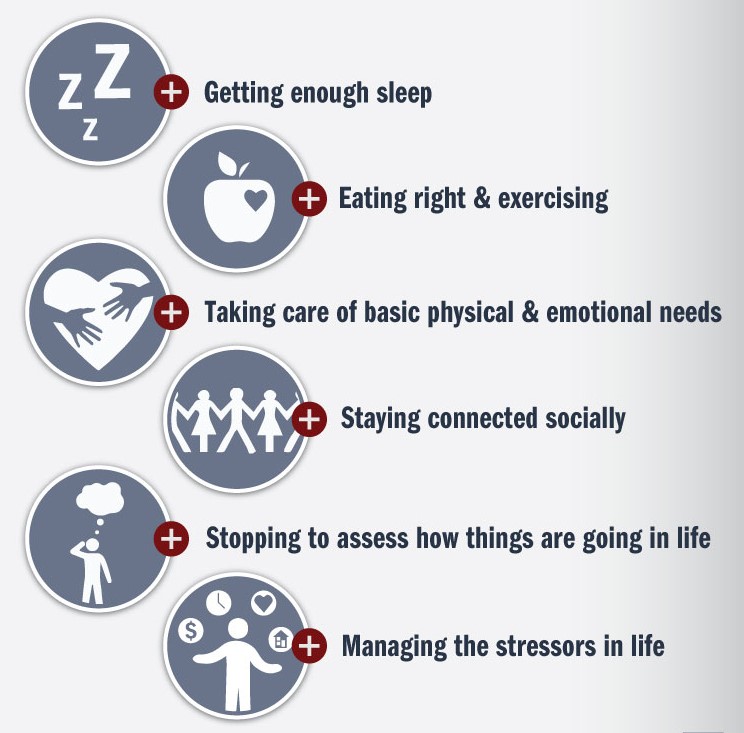 Z Z
Z
Getting enough sleep
Eating right & exercising
Taking care of basic physical & emotional needs
Staying connected socially
Stopping to assess how things are going in life
$
Managing the stressors in life